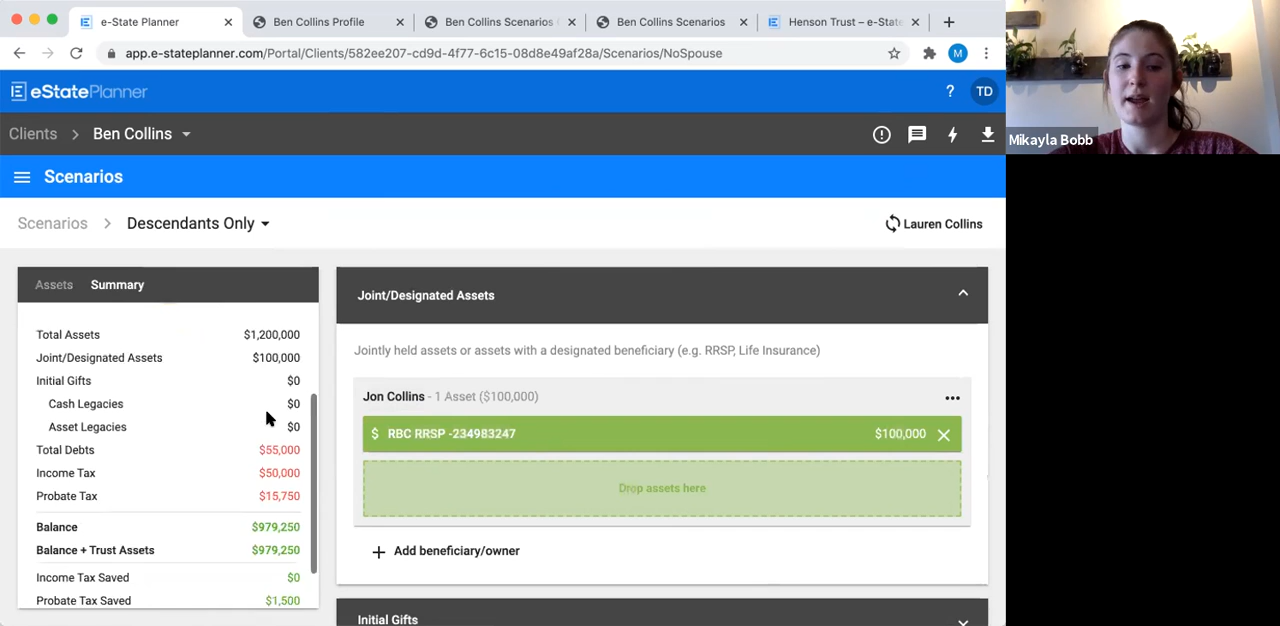 e-State Planner
Ben Collins Profile
Ben Collins Scenarios
Ben Collins Scenarios
Henson Trust – e-State
app.e-stateplanner.com/Portal/Clients/582ee207-cd9d-4f77-6c15-08d8e49af28a/Scenarios/NoSpouse
M
eStatePlanner
? TD
Clients > Ben Collins
Scenarios
Scenarios > Descendants Only
Lauren Collins
Assets Summary
Total Assets $1,200,000
Joint/Designated Assets $100,000
Initial Gifts $0
Cash Legacies $0
Asset Legacies $0
Total Debts $55,000
Income Tax $50,000
Probate Tax $15,750
Balance $979,250
Balance + Trust Assets $979,250
Income Tax Saved $0
Probate Tax Saved $1,500
Joint/Designated Assets
Jointly held assets or assets with a designated beneficiary (e.g. RRSP, Life Insurance)
Jon Collins - 1 Asset ($100,000)
$ RBC RRSP -234983247 $100,000
Drop assets here
+ Add beneficiary/owner
Initial Gifts
Mikayla Bobb